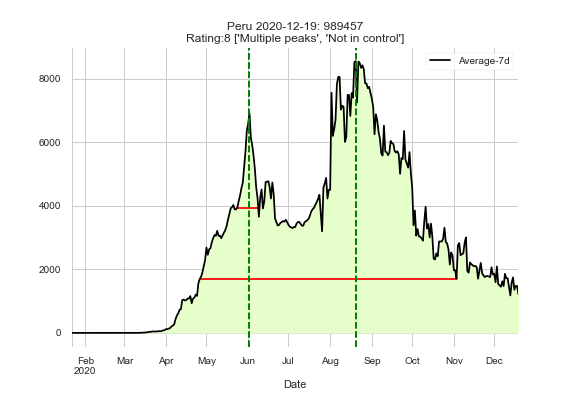 Peru 2020-12-19: 989457
Rating:8 ['Multiple peaks', 'Not in control']
Average-7d
8000
6000
4000
2000
0
Feb Mar Apr May Jun Jul Aug Sep Oct Nov Dec
2020
Date